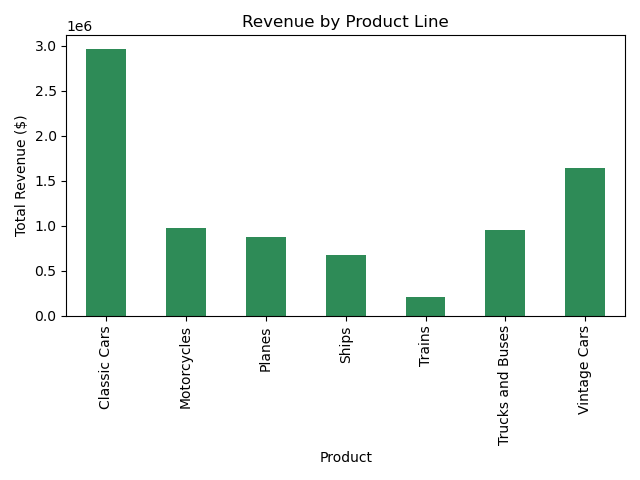 Revenue by Product Line
1e6
Total Revenue ($)
3.0
2.5
2.0
1.5
1.0
0.5
0.0
Classic Cars
Motorcycles
Planes
Ships
Trains
Trucks and Buses
Vintage Cars
Product